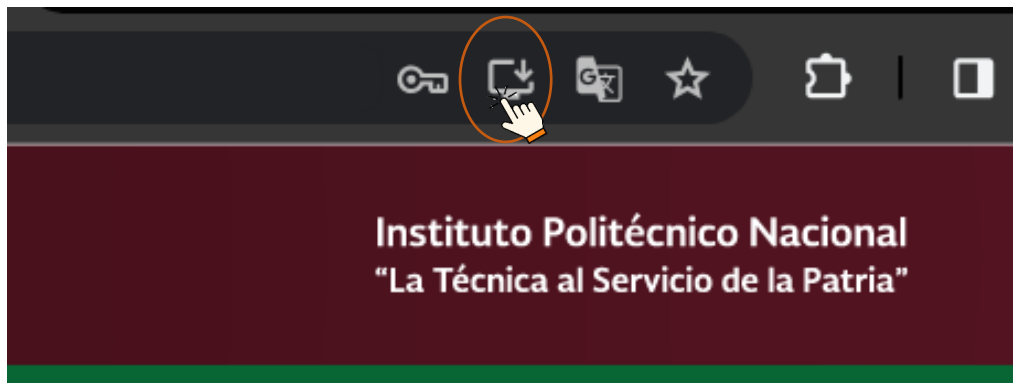 Instituto Politécnico Nacional
“La Técnica al Servicio de la Patria”